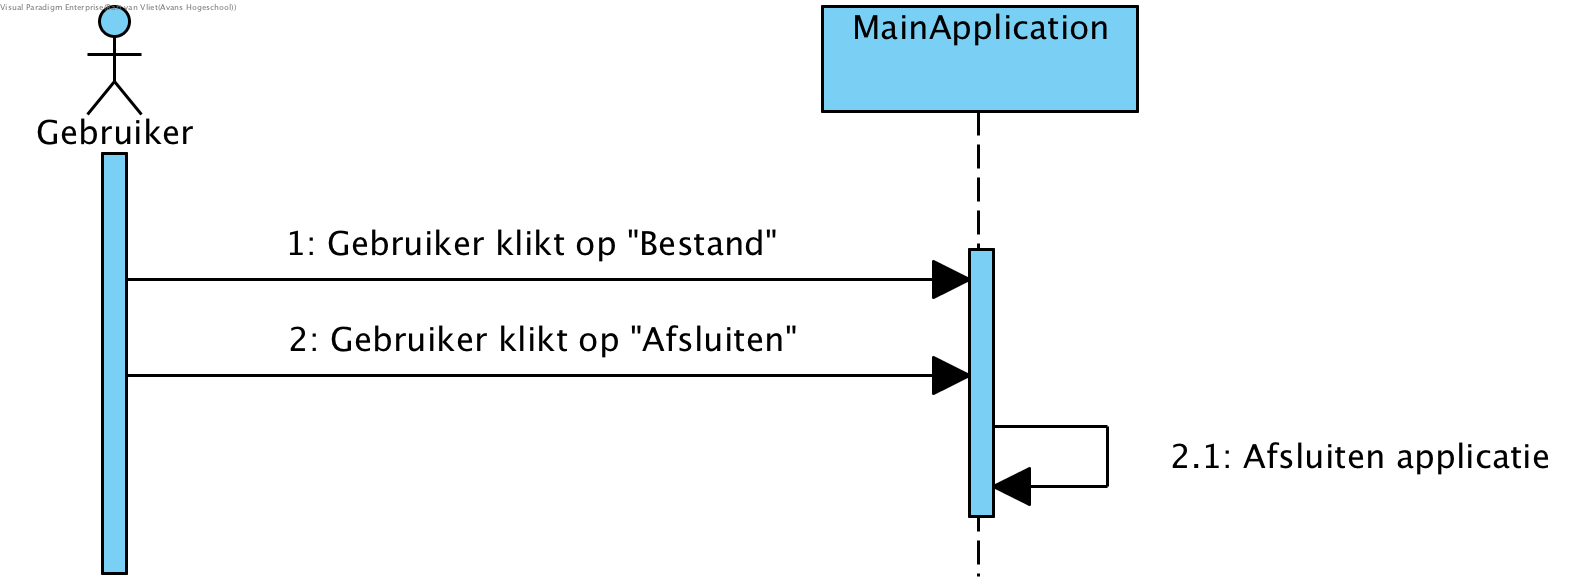 Visual Paradigm Enterprise van Vliet(Avans Hogeschool))
MainApplication
Gebruiker
1: Gebruiker klikt op "Bestand"
2: Gebruiker klikt op "Afsluiten"
2.1: Afsluiten applicatie